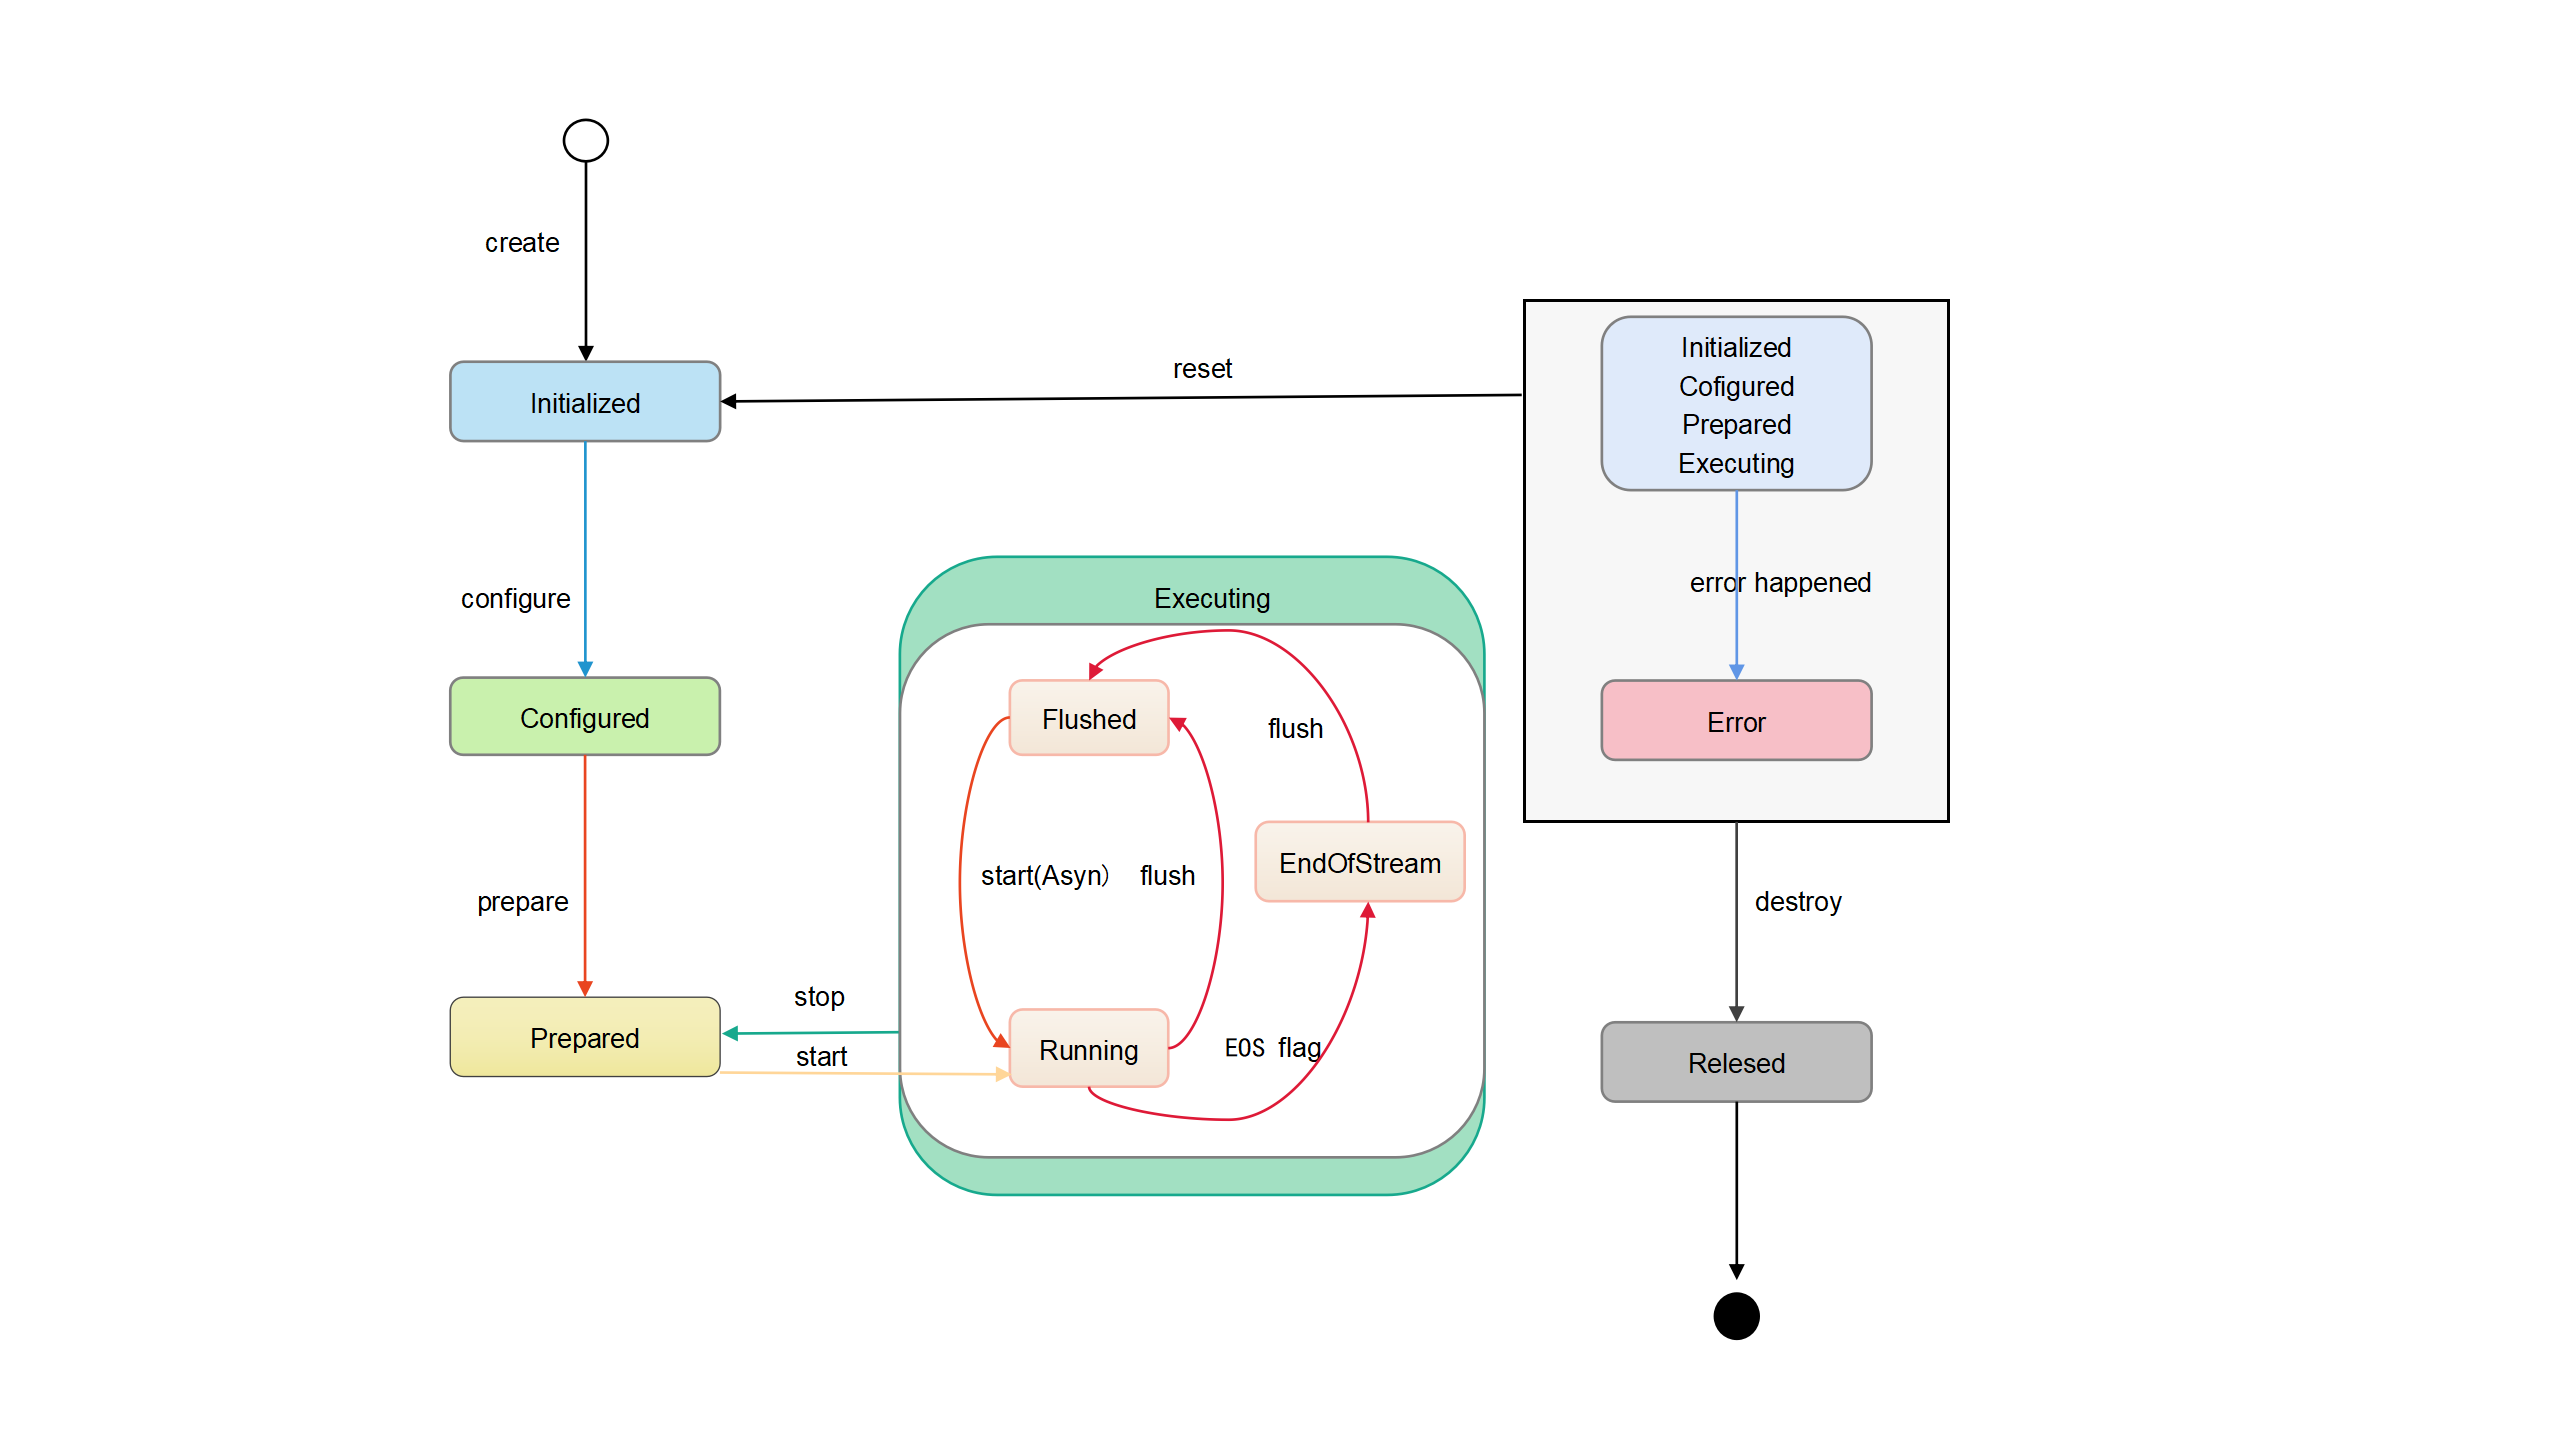 create
Initialized
reset
Initialized
Cofigured
Prepared
Executing
configure
Executing
error happened
Configured
Flushed
flush
Error
EndOfStream
start(Asyn） flush
prepare
destroy
stop
Prepared
start
Running
EOS flag
Relesed